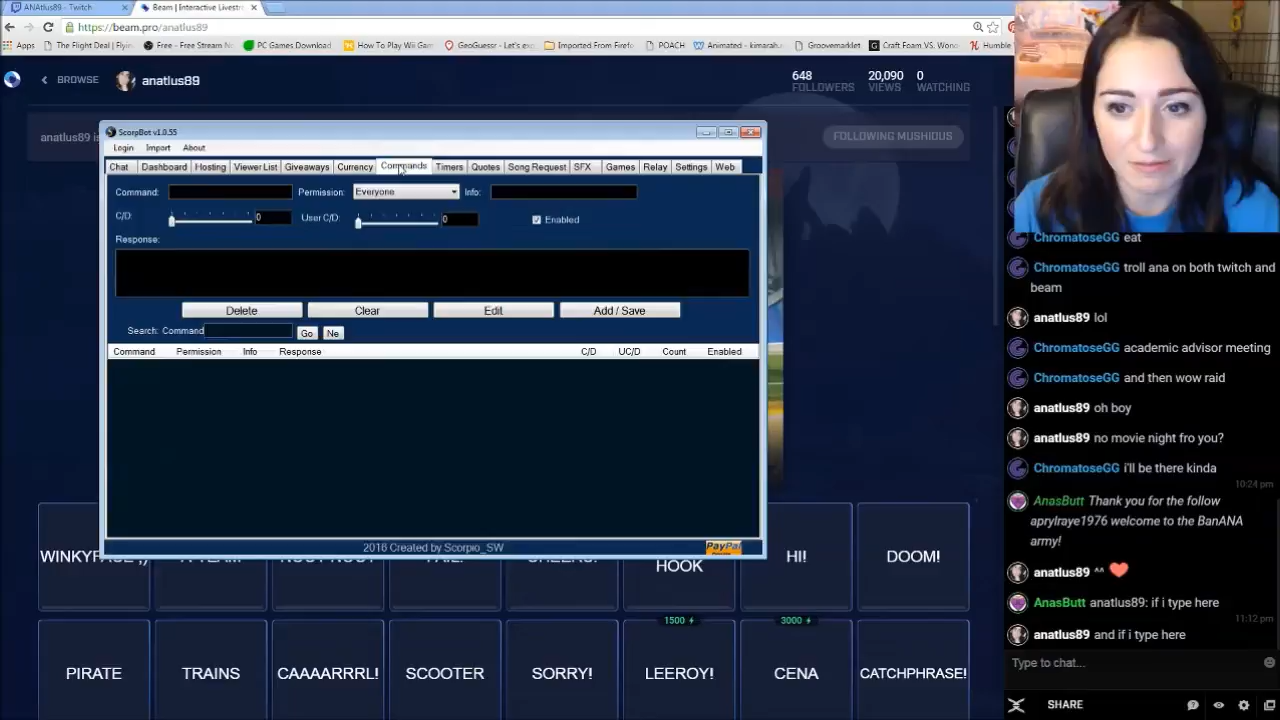 ANAtlus89 - Twitch
Beam | Interactive Livestre
https://beam.pro/anatlus89
Apps
The Flight Deal | Flyin
Free - Free Stream N
PC Games Download
How To Play Wii Ga
GeoGuessr - Let's exp
Imported From Firefo
POACH
Animated - kimarah
Groovemarket
Craft Foam VS. Wond
Humble
BROWSE
anatlus89
648
FOLLOWERS
20,090
VIEWS
0
WATCHING
anatlus89 is
FOLLOWING MUSHIOUS
ScorpBot v1.0.55
Login Import About
Chat Dashboard Hosting Viewer List Giveaways Currency Commands Timers Quotes Song Request SFX Games Relay Settings Web
Command: Permission: Everyone Info:
C/D: 0 User C/D: 0 Enabled
Response:
Delete Clear Edit Add / Save
Search: Command Go Ne
Command Permission Info Response C/D UC/D Count Enabled
2016 Created by Scorpio_SW
PayPal
HOOK
HI!
DOOM!
1500
3000
PIRATE
TRAINS
CAAAARRRL!
SCOOTER
SORRY!
LEEROY!
CENA
CATCHPHRASE!
ChromatoseGG eat
ChromatoseGG troll ana on both twitch and
beam
anatlus89 lol
ChromatoseGG academic advisor meeting
ChromatoseGG and then wow raid
anatlus89 oh boy
anatlus89 no movie night fro you?
ChromatoseGG i'll be there kinda
10:24 pm
AnasButt Thank you for the follow
aprylraye1976 welcome to the BanANA
army!
anatlus89 ^^
AnasButt anatlus89: if i type here
11:12 pm
anatlus89 and if i type here
Type to chat...
SHARE